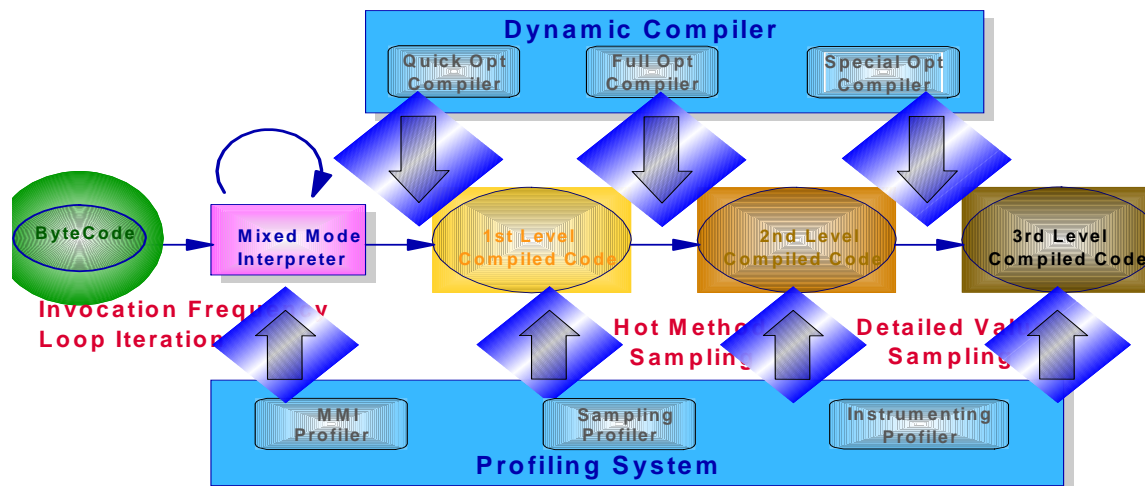 Dynamic Compiler
Quick Opt
Compiler
Full Opt
Compiler
Special Opt
Compiler
ByteCode
Mixed Mode
Interpreter
1st Level
Compiled Code
2nd Level
Compiled Code
3rd Level
Compiled Code
Invocation Frequency
Loop Iteration
Hot Metho
Sampling
Detailed Val
Sampling
MMI
Profiler
Sampling
Profiler
Instrumenting
Profiler
Profiling System